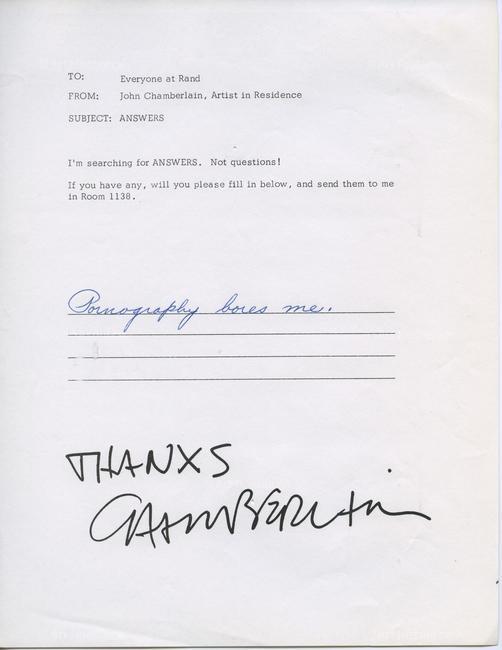 TO: Everyone at Rand
FROM: John Chamberlain, Artist in Residence
SUBJECT: ANSWERS
I'm searching for ANSWERS. Not questions!
If you have any, will you please fill in below, and send them to me
in Room 1138.
Pornography bores me.
THANXS
CHAMBERLAIN